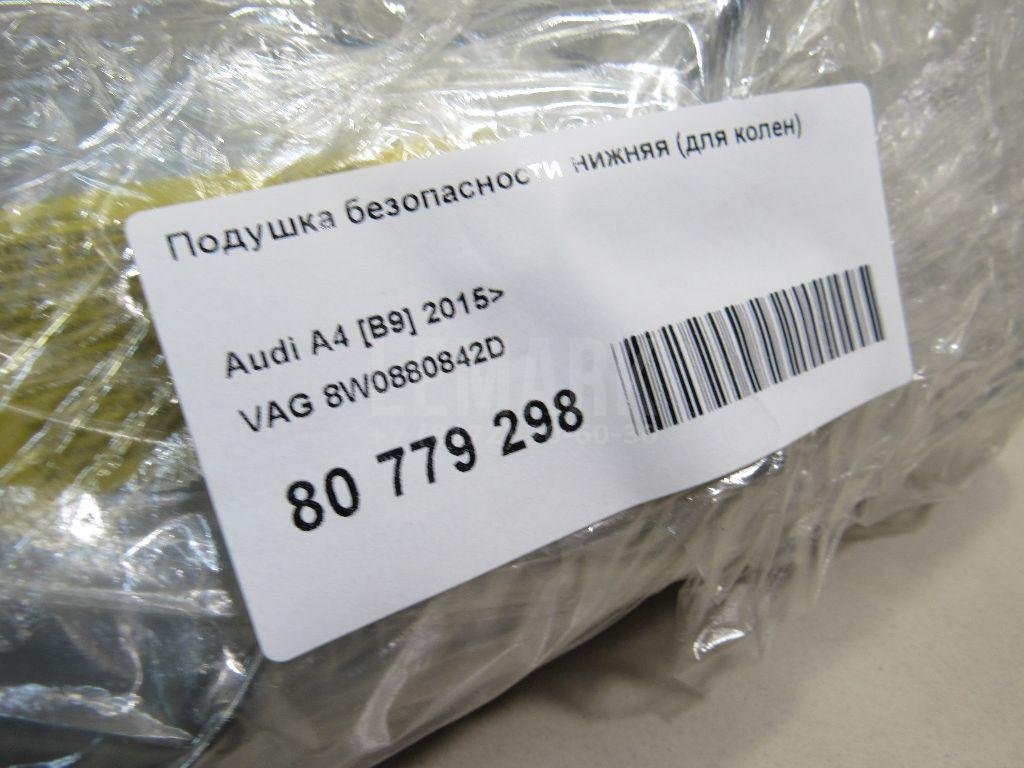 Подушка безопасности нижняя (для колен)
Audi A4 [B9] 2015>
VAG 8W0880842D
80 779 298